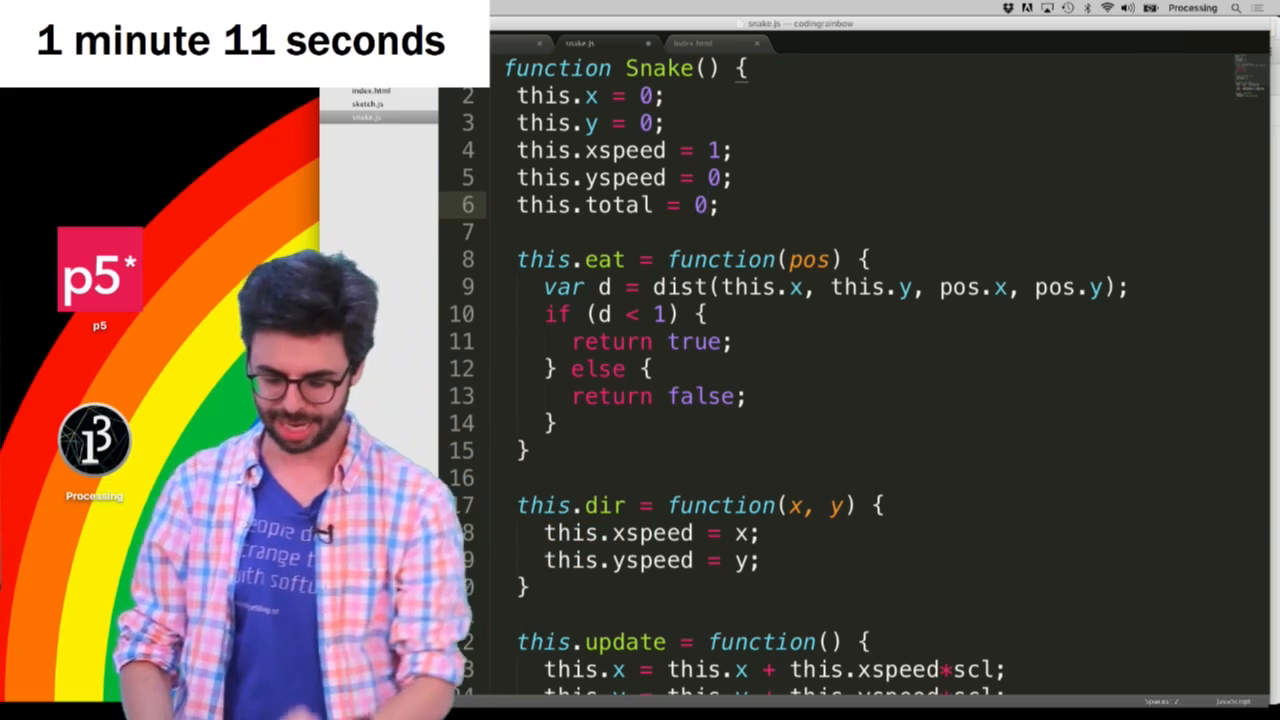 1 minute 11 seconds
Processing
snake.js — codingrainbow
snake.js
index.html
index.html
sketch.js
snake.js
function Snake() {
2 this.x = 0;
3 this.y = 0;
4 this.xspeed = 1;
5 this.yspeed = 0;
6 this.total = 0;
7
8 this.eat = function(pos) {
9 var d = dist(this.x, this.y, pos.x, pos.y);
10 if (d < 1) {
11 return true;
12 } else {
13 return false;
14 }
15 }
16
17 this.dir = function(x, y) {
8 this.xspeed = x;
9 this.yspeed = y;
0 }
2 this.update = function() {
3 this.x = this.x + this.xspeed*scl;
p5*
p5
Processing
with softw
Spaces: 2
JavaScript